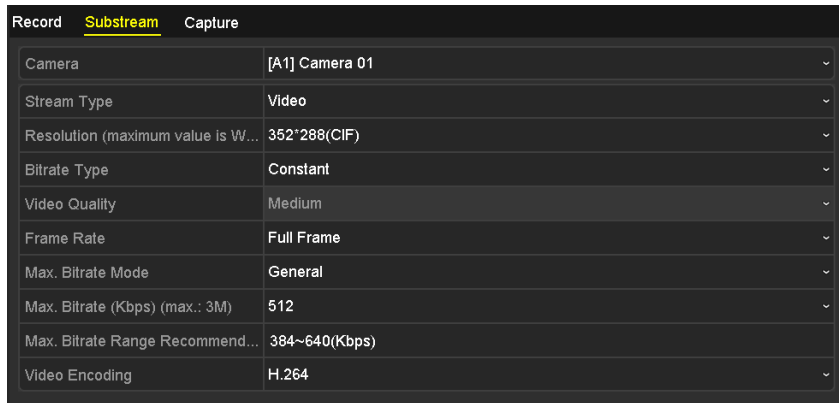 Record Substream Capture
Camera [A1] Camera 01
Stream Type Video
Resolution (maximum value is W... 352*288(CIF)
Bitrate Type Constant
Video Quality Medium
Frame Rate Full Frame
Max. Bitrate Mode General
Max. Bitrate (Kbps) (max.: 3M) 512
Max. Bitrate Range Recommend... 384~640(Kbps)
Video Encoding H.264